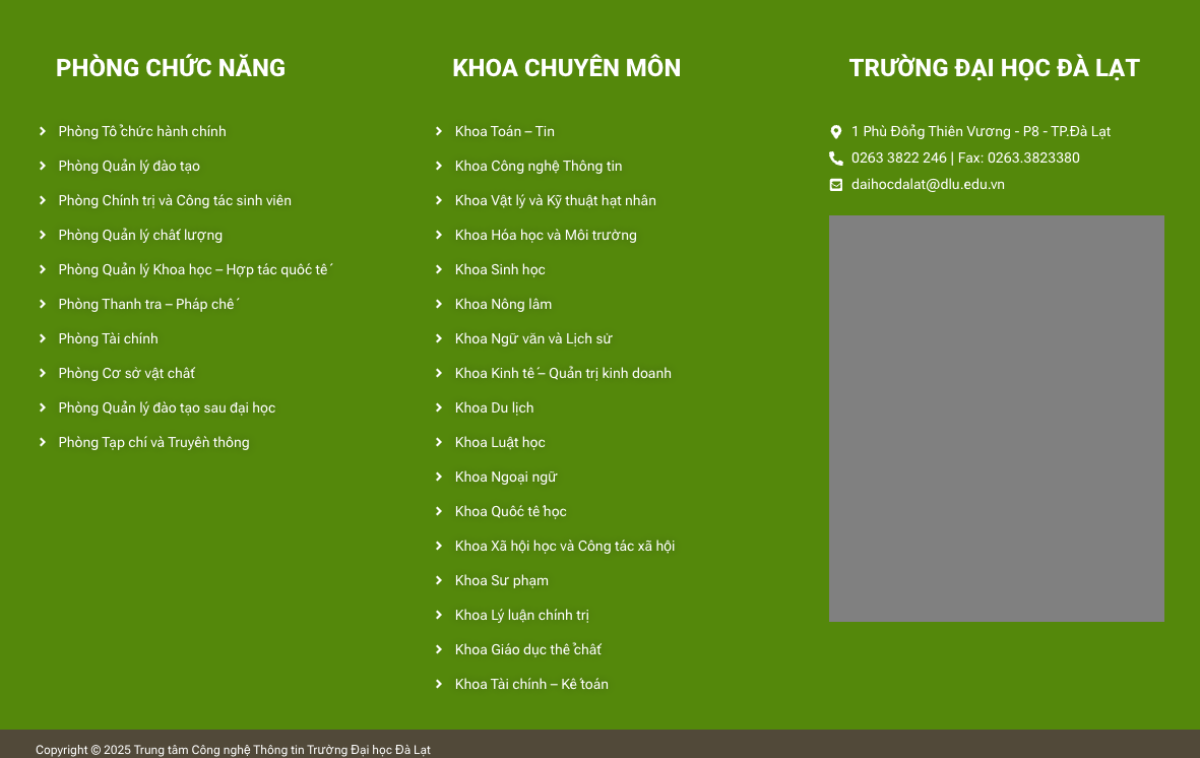 PHÒNG CHỨC NĂNG
Phòng Tổ chức hành chính
Phòng Quản lý đào tạo
Phòng Chính trị và Công tác sinh viên
Phòng Quản lý chất lượng
Phòng Quản lý Khoa học – Hợp tác quốc tế
Phòng Thanh tra – Pháp chế
Phòng Tài chính
Phòng Cơ sở vật chất
Phòng Quản lý đào tạo sau đại học
Phòng Tạp chí và Truyền thông
KHOA CHUYÊN MÔN
Khoa Toán – Tin
Khoa Công nghệ Thông tin
Khoa Vật lý và Kỹ thuật hạt nhân
Khoa Hóa học và Môi trường
Khoa Sinh học
Khoa Nông lâm
Khoa Ngữ văn và Lịch sử
Khoa Kinh tế – Quản trị kinh doanh
Khoa Du lịch
Khoa Luật học
Khoa Ngoại ngữ
Khoa Quốc tế học
Khoa Xã hội học và Công tác xã hội
Khoa Sư phạm
Khoa Lý luận chính trị
Khoa Giáo dục thể chất
Khoa Tài chính – Kế toán
TRƯỜNG ĐẠI HỌC ĐÀ LẠT
1 Phù Đổng Thiên Vương - P8 - TP.Đà Lạt
0263 3822 246 | Fax: 0263.3823380
daihocdalat@dlu.edu.vn
Copyright © 2025 Trung tâm Công nghệ Thông tin Trường Đại học Đà Lạt